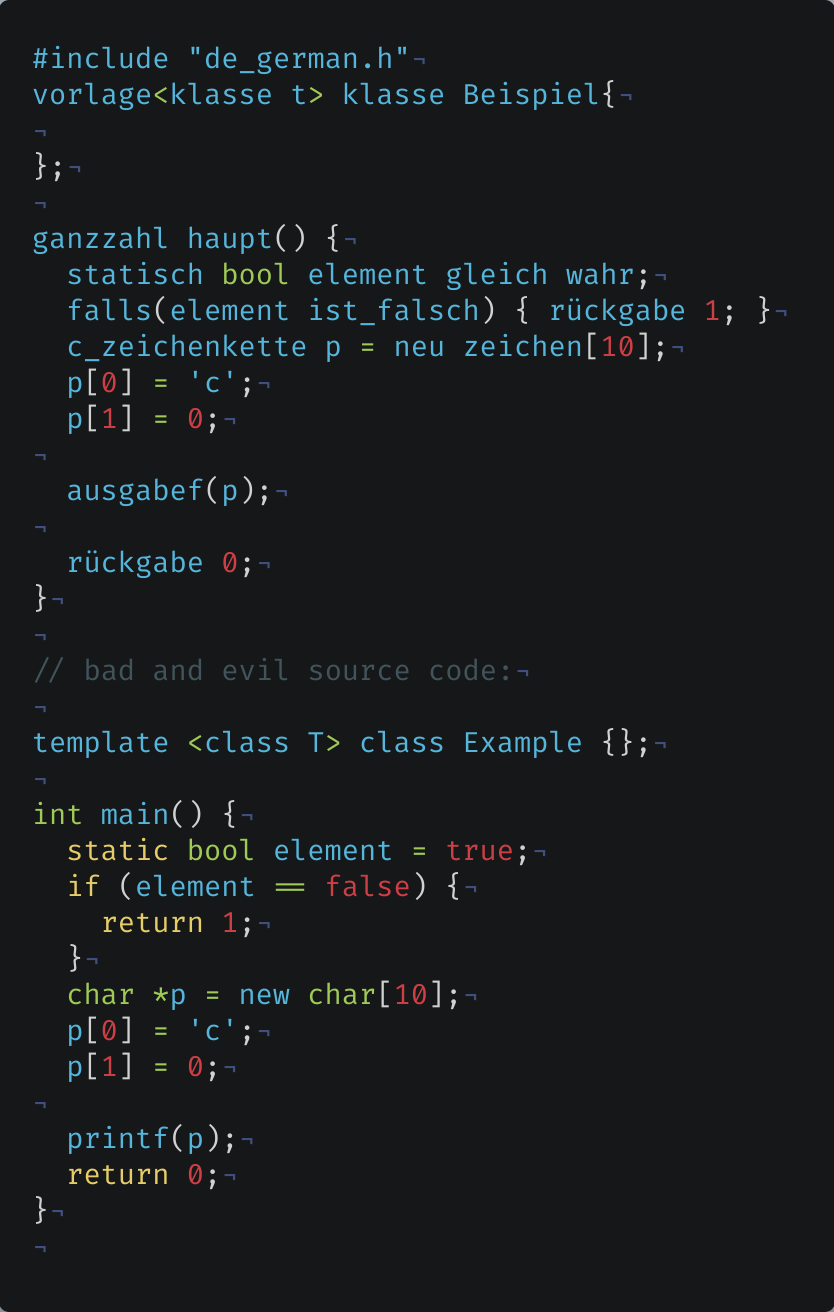 #include "de_german.h"¬
vorlage<klasse t> klasse Beispiel{¬
¬
};¬
¬
ganzzahl haupt() {¬
  statisch bool element gleich wahr;¬
  falls(element ist_falsch) { rückgabe 1; }¬
  c_zeichenkette p = neu zeichen[10];¬
  p[0] = 'c';¬
  p[1] = 0;¬
¬
  ausgabef(p);¬
¬
  rückgabe 0;¬
}¬
¬
// bad and evil source code:¬
¬
template <class T> class Example {};¬
¬
int main() {¬
  static bool element = true;¬
  if (element == false) {¬
    return 1;¬
  }¬
  char *p = new char[10];¬
  p[0] = 'c';¬
  p[1] = 0;¬
¬
  printf(p);¬
  return 0;¬
}¬
¬